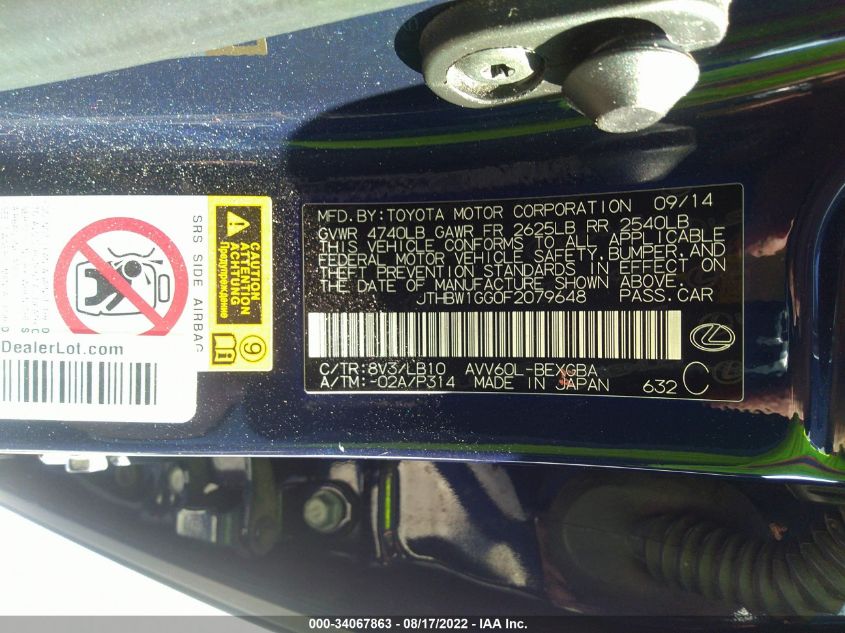 MFD. BY: TOYOTA MOTOR CORPORATION 09/14
GVWR 4740LB GAWR FR 2625LB RR 2540LB
THIS VEHICLE CONFORMS TO ALL APPLICABLE
FEDERAL MOTOR VEHICLE SAFETY, BUMPER, AND
THEFT PREVENTION STANDARDS IN EFFECT ON
THE DATE OF MANUFACTURE SHOWN ABOVE.
JTHBW1GG0F2079648 PASS.CAR
C/TR:8V3/LB10 AVV60L-BEXGBA
A/TM:-02A/P314 MADE IN JAPAN 632 C
SRS SIDE AIRBAG
CAUTION
ATTENTION
ACHTUNG
Предупреждение
9
DealerLot.com
000-34067863 - 08/17/2022 - IAA Inc.